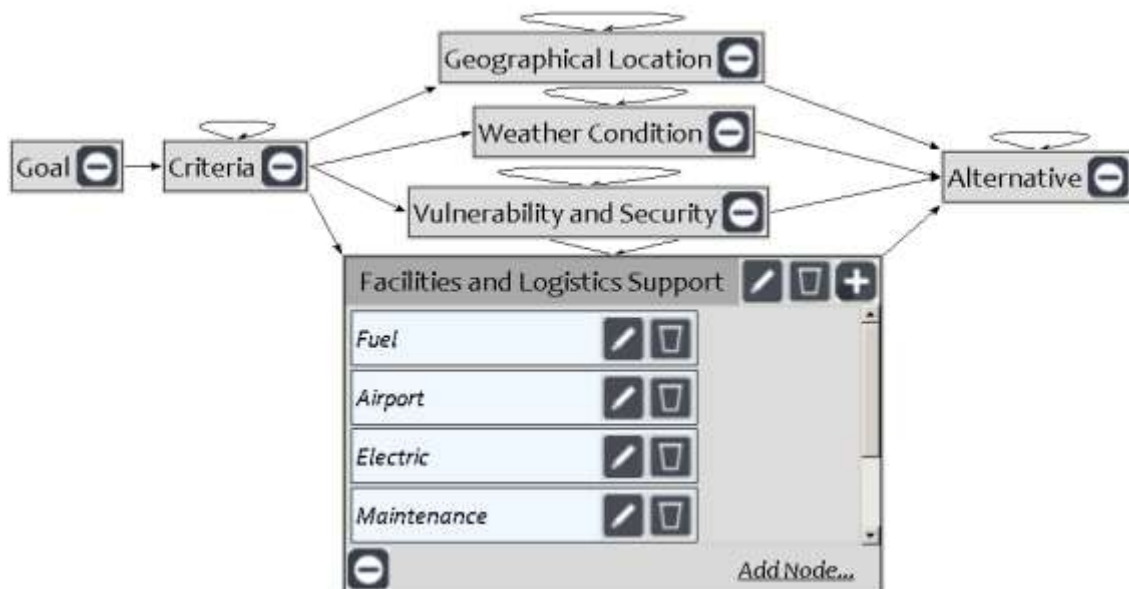 Geographical Location
Weather Condition
Goal
Criteria
Alternative
Vulnerability and Security
Facilities and Logistics Support
Fuel
Airport
Electric
Maintenance
Add Node...